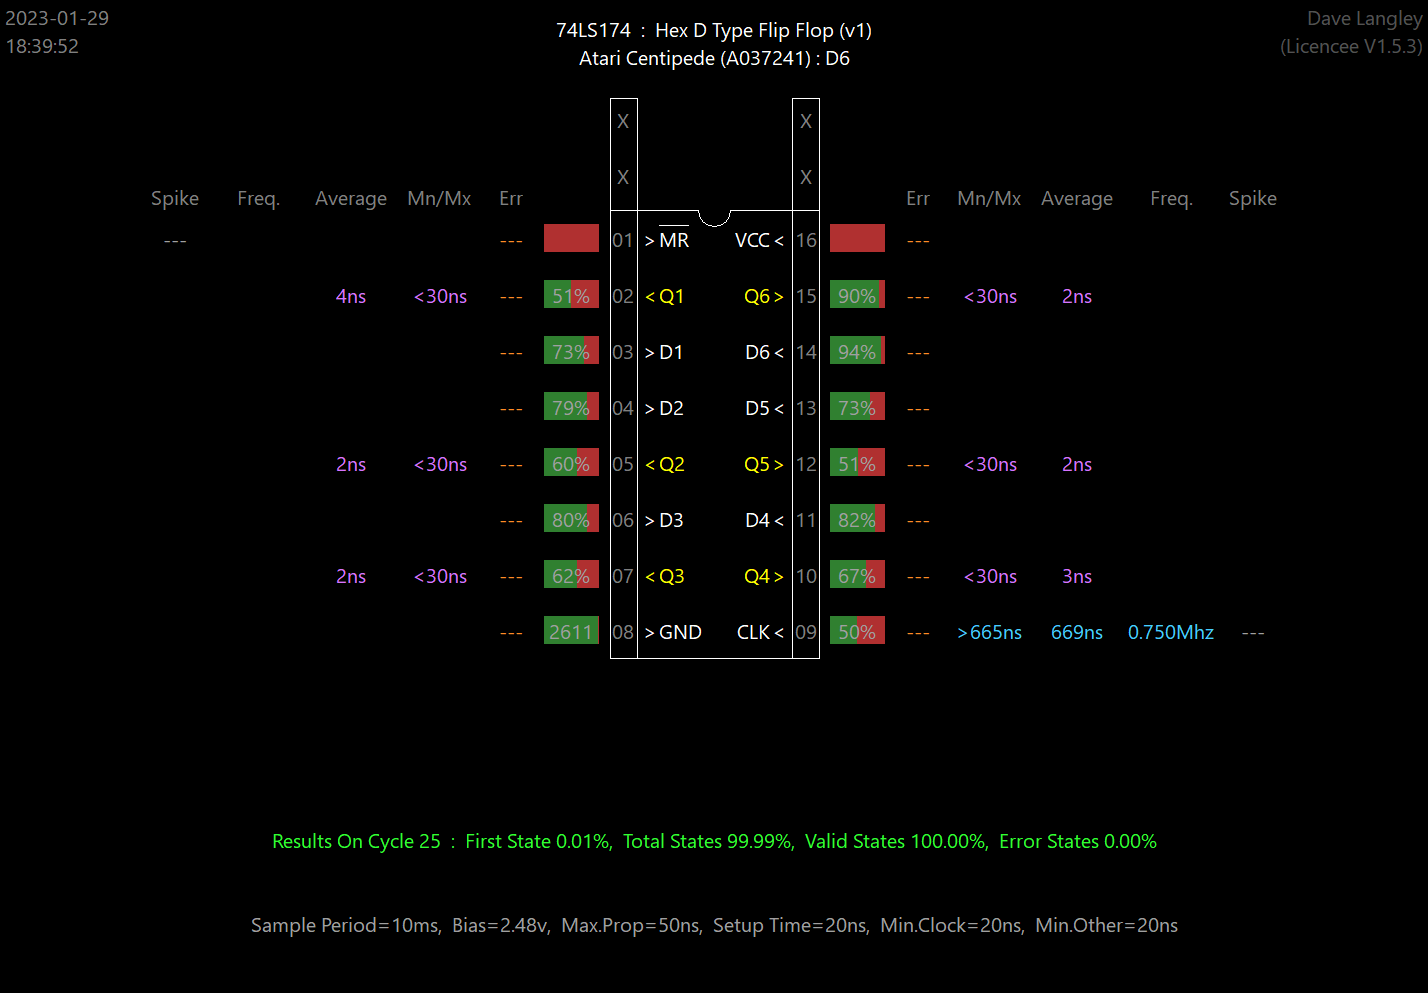 2023-01-29
18:39:52
74LS174 : Hex D Type Flip Flop (v1)
Atari Centipede (A037241) : D6
Dave Langley
(Licencee V1.5.3)
X X
X X
Spike Freq. Average Mn/Mx Err Err Mn/Mx Average Freq. Spike
--- --- 01 >MR VCC< 16 ---
4ns <30ns --- 51% 02 <Q1 Q6> 15 90% --- <30ns 2ns
--- 73% 03 >D1 D6< 14 94% ---
--- 79% 04 >D2 D5< 13 73% ---
2ns <30ns --- 60% 05 <Q2 Q5> 12 51% --- <30ns 2ns
--- 80% 06 >D3 D4< 11 82% ---
2ns <30ns --- 62% 07 <Q3 Q4> 10 67% --- <30ns 3ns
--- 2611 08 >GND CLK< 09 50% --- >665ns 669ns 0.750Mhz ---
Results On Cycle 25 : First State 0.01%, Total States 99.99%, Valid States 100.00%, Error States 0.00%
Sample Period=10ms, Bias=2.48v, Max.Prop=50ns, Setup Time=20ns, Min.Clock=20ns, Min.Other=20ns